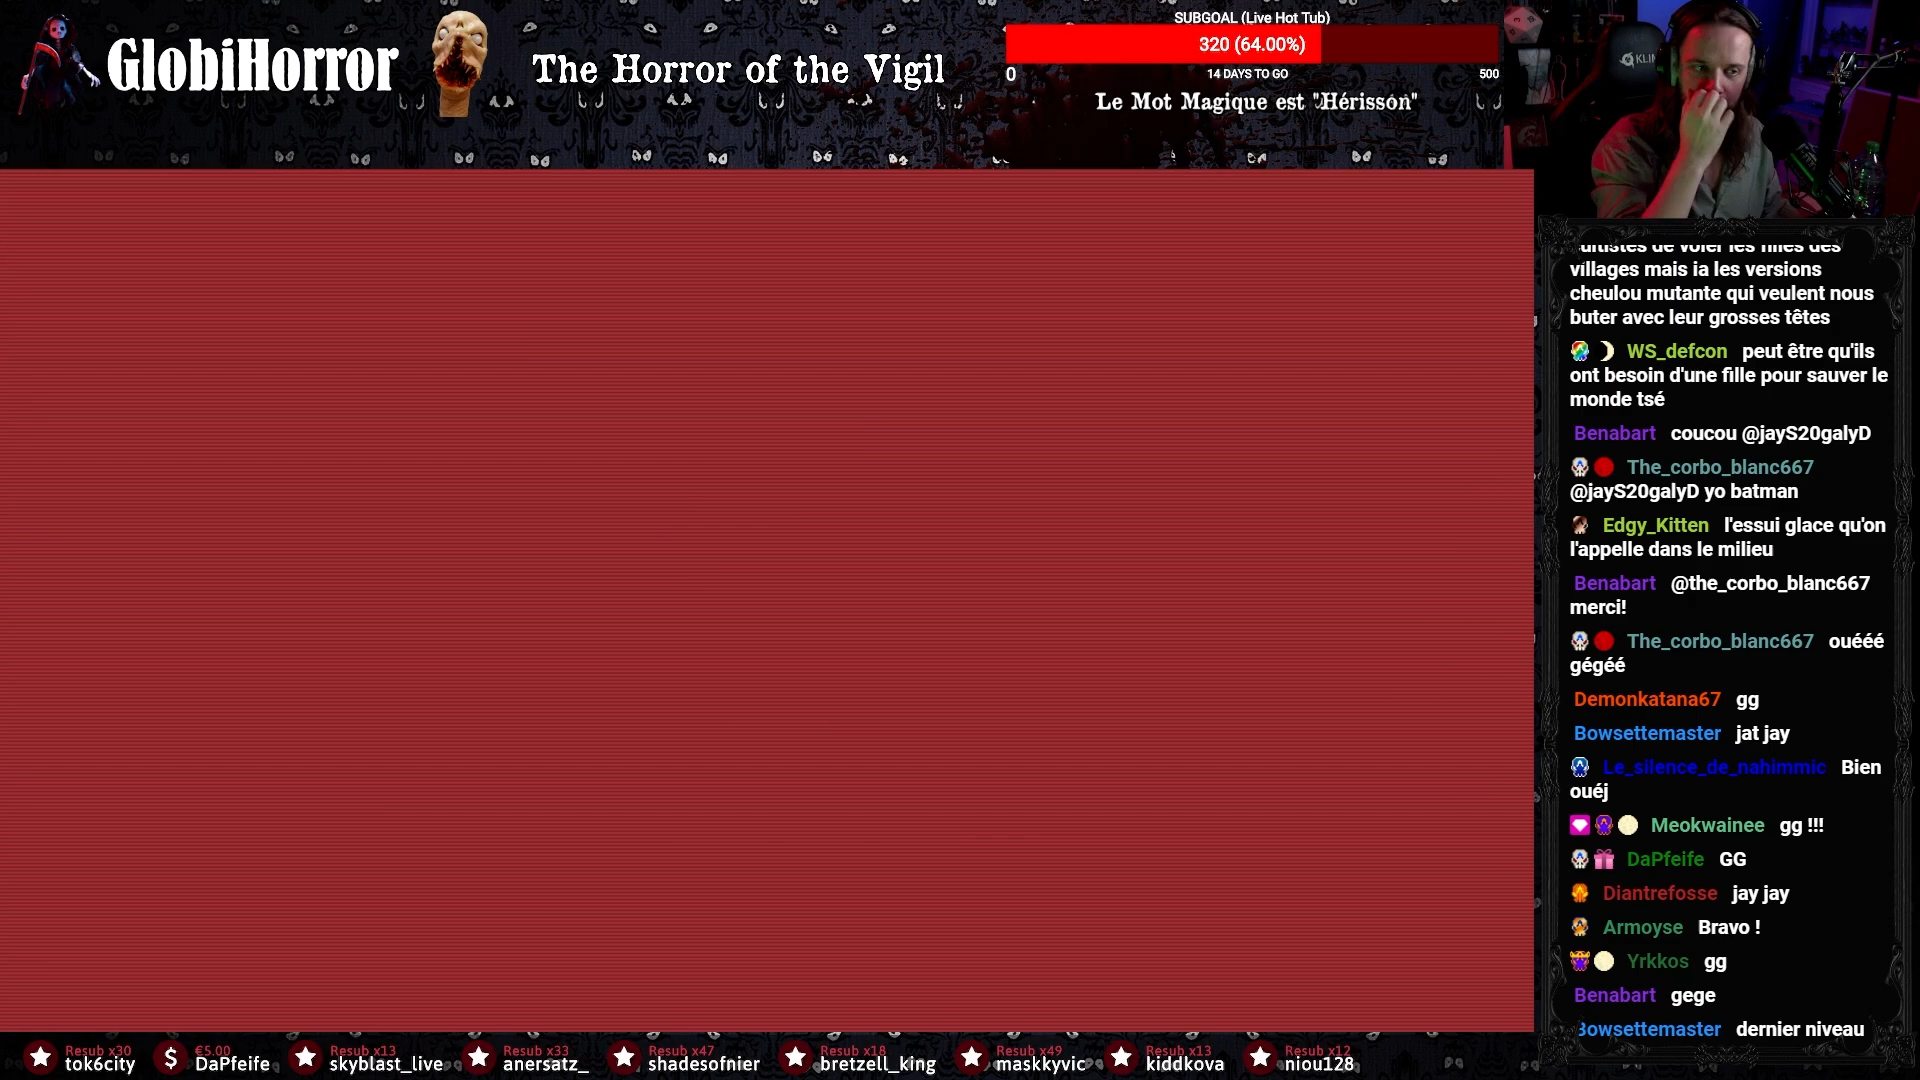 GlobiHorror
The Horror of the Vigil
SUBGOAL (Live Hot Tub)
320 (64.00%)
0
14 DAYS TO GO
500
Le Mot Magique est "Hérisson"
de voler les filles des
villages mais ia les versions
cheulou mutante qui veulent nous
buter avec leur grosses têtes
WS_defcon peut être qu'ils
ont besoin d'une fille pour sauver le
monde tsé
Benabart coucou @jayS20galyD
The_corbo_blanc667
@jayS20galyD yo batman
Edgy_Kitten l'essui glace qu'on
l'appelle dans le milieu
Benabart @the_corbo_blanc667
merci!
The_corbo_blanc667 ouééé
gégéé
Demonkatana67 gg
Bowsettemaster jat jay
Le_silence_de_nahimmic Bien
ouéj
Meokwainee gg !!!
DaPfeife GG
Diantrefosse jay jay
Armoyse Bravo !
Yrkkos gg
Benabart gege
Bowsettemaster dernier niveau
Resub x30
tok6city
€5.00
DaPfeife
Resub x13
skyblast_live
Resub x33
anersatz_
Resub x47
shadesofnier
Resub x18
bretzell_king
Resub x49
maskkyvic
Resub x13
kiddkova
Resub x12
niou128